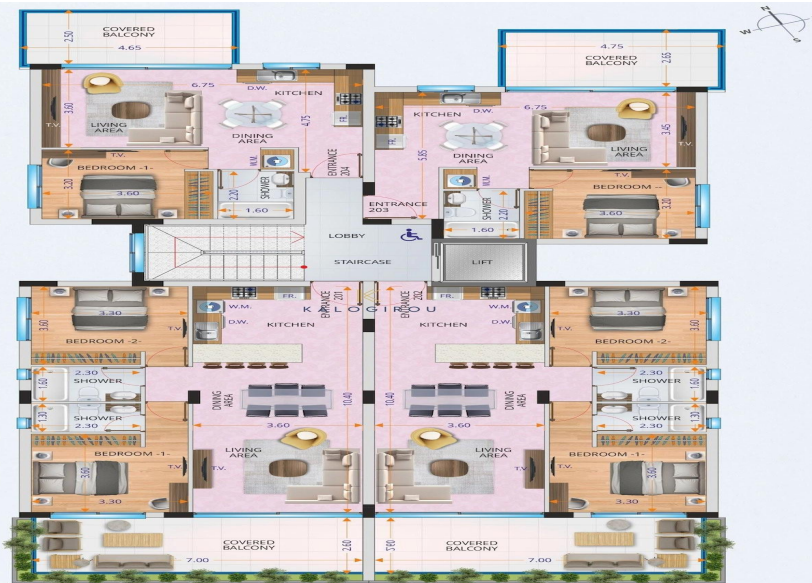 N
W
S
COVERED
BALCONY
4.65
2.50
4.75
COVERED
BALCONY
2.65
6.75
D.W.
KITCHEN
3.60
LIVING
AREA
T.V.
DINING
AREA
4.75
FR.
T.V.
W.M.
ENTRANCE
204
BEDROOM -1-
3.20
3.60
2.20
SHOWER
1.60
6.75
KITCHEN
D.W.
FR.
DINING
AREA
5.85
LIVING
AREA
3.45
T.V.
T.V.
W.M.
BEDROOM --
3.60
3.20
SHOWER
2.20
1.60
ENTRANCE
203
LOBBY
STAIRCASE
LIFT
KALOGIROU
3.30
3.60
T.V.
BEDROOM -2-
W.M.
FR.
ENTRANCE
201
D.W.
KITCHEN
ENTRANCE
202
FR.
W.M.
D.W.
KITCHEN
3.30
3.60
T.V.
BEDROOM -2-
2.30
SHOWER
1.60
SHOWER
1.30
2.30
DINING
AREA
3.60
10.40
10.40
DINING
AREA
3.60
2.30
SHOWER
1.60
SHOWER
1.30
2.30
BEDROOM -1-
3.60
T.V.
3.30
LIVING
AREA
T.V.
LIVING
AREA
T.V.
BEDROOM -1-
3.60
T.V.
3.30
COVERED
BALCONY
7.00
2.60
2.60
COVERED
BALCONY
7.00